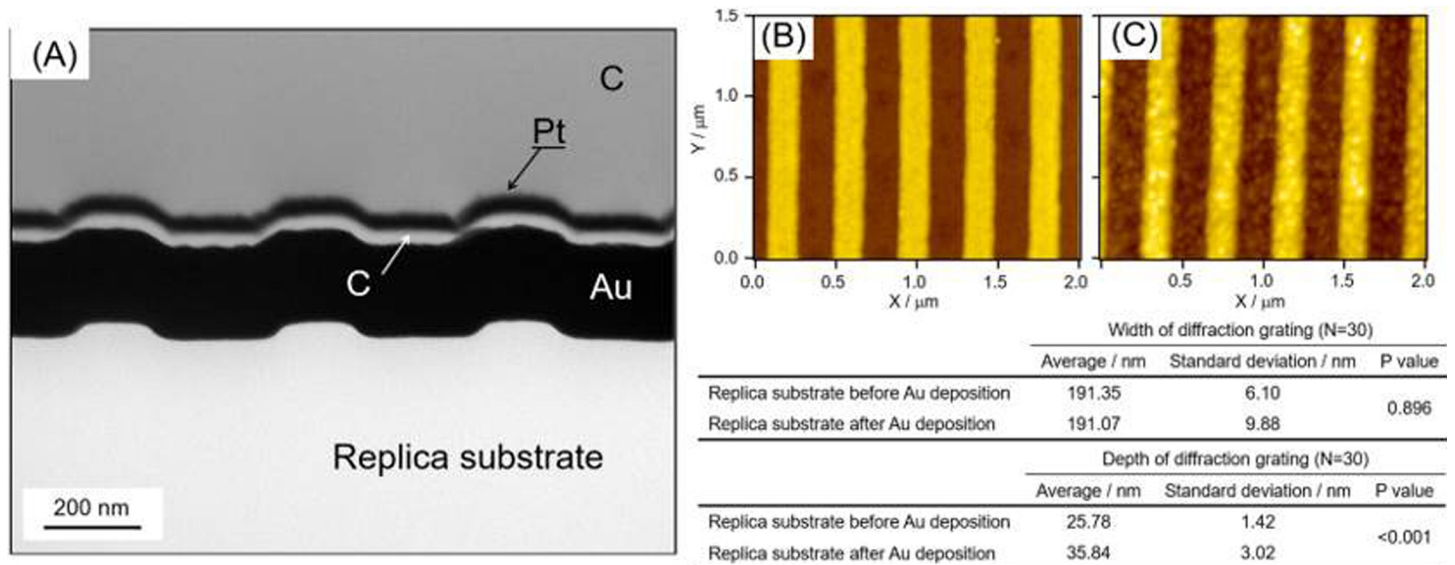 (A)
C
Pt
C
Au
Replica substrate
200 nm
(B)
(C)
1.5
1.0
0.5
0.0
Y / μm
0.0 0.5 1.0 1.5 2.0
X / μm
0.5 1.0 1.5 2.0
X / μm
Width of diffraction grating (N=30)
Average / nm Standard deviation / nm P value
Replica substrate before Au deposition 191.35 6.10
0.896
Replica substrate after Au deposition 191.07 9.88
Depth of diffraction grating (N=30)
Average / nm Standard deviation / nm P value
Replica substrate before Au deposition 25.78 1.42
<0.001
Replica substrate after Au deposition 35.84 3.02